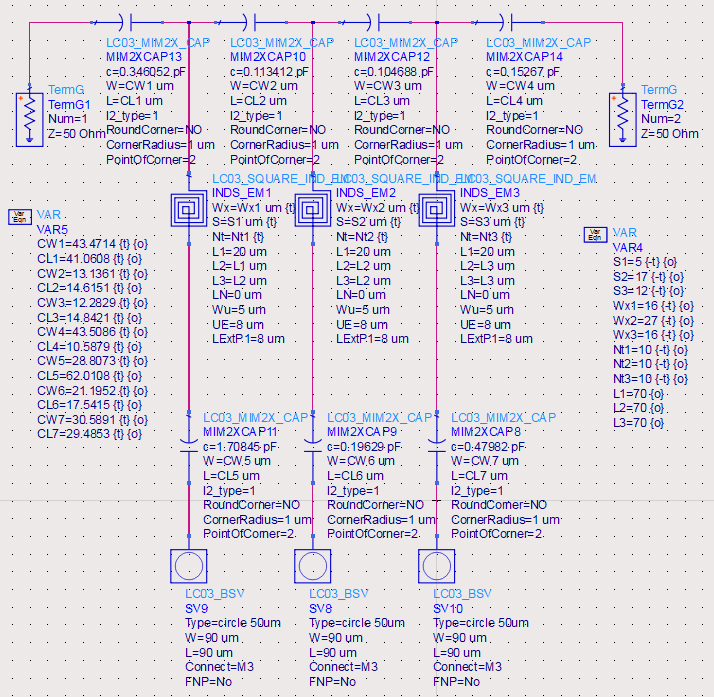 LC03_MIM2X_CAP
MIM2XCAP13
c=0.346052 pF
W=CW1 um
L=CL1 um
I2_type=1
RoundCorner=NO
CornerRadius=1 um
PointOfCorner=2
LC03_MIM2X_CAP
MIM2XCAP10
c=0.113412 pF
W=CW2 um
L=CL2 um
I2_type=1
RoundCorner=NO
CornerRadius=1 um
PointOfCorner=2
LC03_MIM2X_CAP
MIM2XCAP12
c=0.104688 pF
W=CW3 um
L=CL3 um
I2_type=1
RoundCorner=NO
CornerRadius=1 um
PointOfCorner=2
LC03_MIM2X_CAP
MIM2XCAP14
c=0.15267 pF
W=CW4 um
L=CL4 um
I2_type=1
RoundCorner=NO
CornerRadius=1 um
PointOfCorner=2
TermG
TermG1
Num=1
Z=50 Ohm
TermG
TermG2
Num=2
Z=50 Ohm
LC03_SQUARE_IND_EM
INDS_EM1
Wx=Wx1 um {t}
S=S1 um {t}
Nt=Nt1 {t}
L1=20 um
L2=L1 um
L3=L2 um
LN=0 um
Wu=5 um
UE=8 um
LExtP.1=8 um
LC03_SQUARE_IND_EM
INDS_EM2
Wx=Wx2 um {t}
S=S2 um {t}
Nt=Nt2 {t}
L1=20 um
L2=L2 um
L3=L2 um
LN=0 um
Wu=5 um
UE=8 um
LExtP.1=8 um
LC03_SQUARE_IND_EM
INDS_EM3
Wx=Wx3 um {t}
S=S3 um {t}
Nt=Nt3 {t}
L1=20 um
L2=L3 um
L3=L3 um
LN=0 um
Wu=5 um
UE=8 um
LExtP.1=8 um
Var
Eqn
VAR
VAR5
CW1=43.4714 {t} {o}
CL1=41.0608 {t} {o}
CW2=13.1361 {t} {o}
CL2=14.6151 {t} {o}
CW3=12.2829 {t} {o}
CL3=14.8421 {t} {o}
CW4=43.5086 {t} {o}
CL4=10.5879 {t} {o}
CW5=28.8073 {t} {o}
CL5=62.0108 {t} {o}
CW6=21.1952 {t} {o}
CL6=17.5415 {t} {o}
CW7=30.5891 {t} {o}
CL7=29.4853 {t} {o}
Var
Eqn
VAR
VAR4
S1=5 {-t} {o}
S2=17 {-t} {o}
S3=12 {-t} {o}
Wx1=16 {-t} {o}
Wx2=27 {-t} {o}
Wx3=16 {-t} {o}
Nt1=10 {-t} {o}
Nt2=10 {-t} {o}
Nt3=10 {-t} {o}
L1=70 {o}
L2=70 {o}
L3=70 {o}
LC03_MIM2X_CAP
MIM2XCAP11
c=1.70845 pF
W=CW5 um
L=CL5 um
I2_type=1
RoundCorner=NO
CornerRadius=1 um
PointOfCorner=2
LC03_MIM2X_CAP
MIM2XCAP9
c=0.19629 pF
W=CW6 um
L=CL6 um
I2_type=1
RoundCorner=NO
CornerRadius=1 um
PointOfCorner=2
LC03_MIM2X_CAP
MIM2XCAP8
c=0.47982 pF
W=CW7 um
L=CL7 um
I2_type=1
RoundCorner=NO
CornerRadius=1 um
PointOfCorner=2
LC03_BSV
SV9
Type=circle 50um
W=90 um
L=90 um
Connect=M3
FNP=No
LC03_BSV
SV8
Type=circle 50um
W=90 um
L=90 um
Connect=M3
FNP=No
LC03_BSV
SV10
Type=circle 50um
W=90 um
L=90 um
Connect=M3
FNP=No